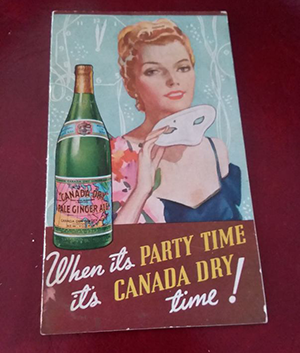 "CANADA DRY"
PALE GINGER ALE
When it's PARTY TIME
it's CANADA DRY
time!